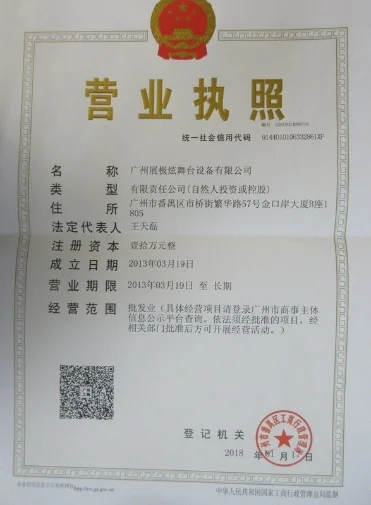 营业执照
统一社会信用代码
名称 广州展极炫舞台设备有限公司
类型 有限责任公司(自然人投资或控股)
住所 广州市番禺区市桥街繁华路57号金口岸大厦B座1
805
法定代表人 王天磊
注册资本 壹拾万元整
成立日期 2013年03月19日
营业期限 2013年03月19日 至 长期
经营范围 批发业(具体经营项目请登录广州市商事主体
信息公示平台查询。依法须经批准的项目,经
相关部门批准后方可开展经营活动。)
登记机关
2018 年 01 月 17 日
中华人民共和国国家工商行政管理总局监制